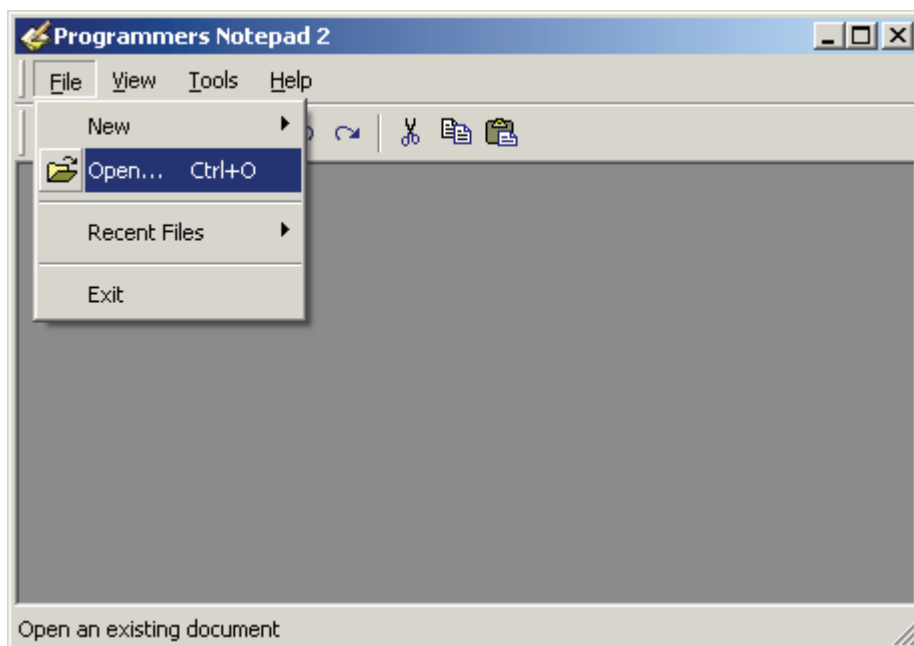 Programmers Notepad 2
File View Tools Help
New
Open... Ctrl+O
Recent Files
Exit
Open an existing document